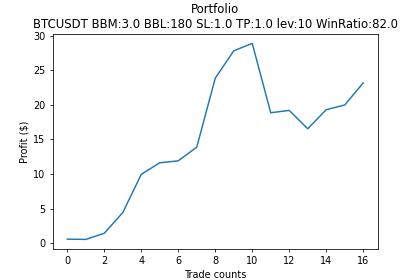 Portfolio
BTCUSDT BBM:3.0 BBL:180 SL:1.0 TP:1.0 lev:10 WinRatio:82.0
30
25
20
15
10
5
0
Profit ($)
0 2 4 6 8 10 12 14 16
Trade counts